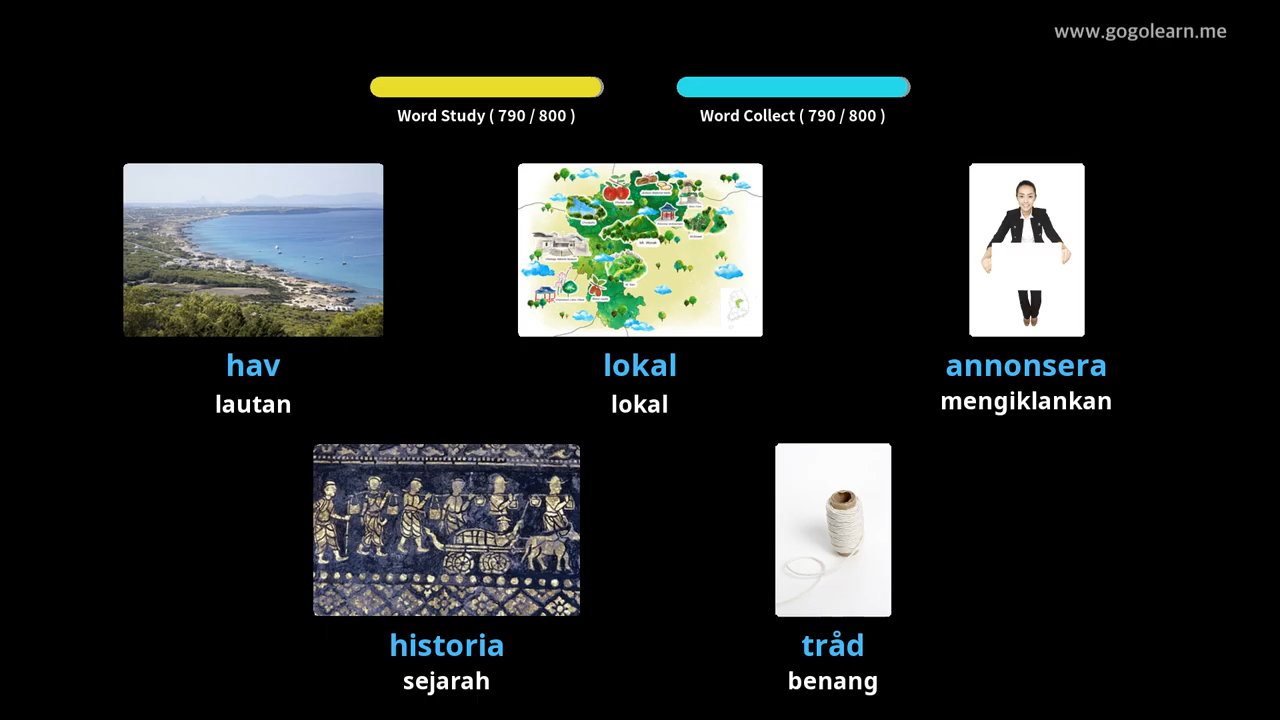 www.gogolearn.me
Word Study ( 790 / 800 )
Word Collect ( 790 / 800 )
hav
lautan
lokal
lokal
annonsera
mengiklankan
historia
sejarah
tråd
benang